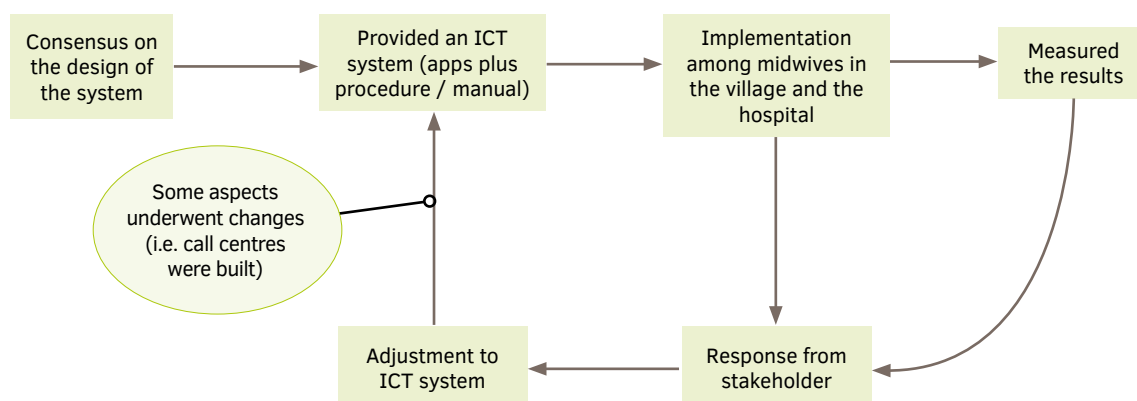 Consensus on
the design of
the system
Provided an ICT
system (apps plus
procedure / manual)
Implementation
among midwives in
the village and the
hospital
Measured
the results
Some aspects
underwent changes
(i.e. call centres
were built)
Adjustment to
ICT system
Response from
stakeholder